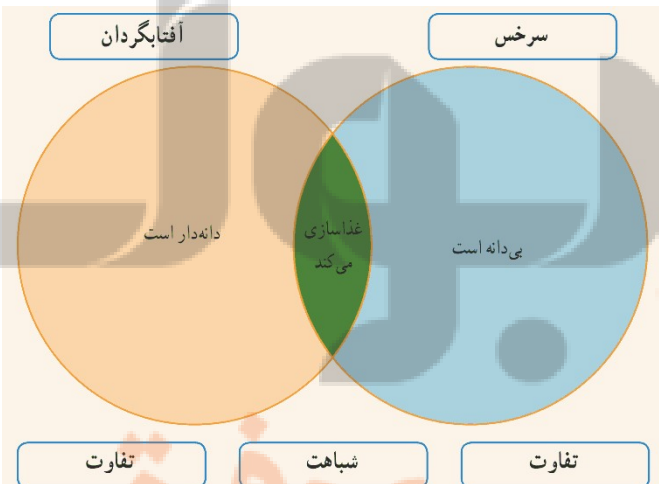 سرخس
آفتابگردان
بی‌دانه است
غذاسازی
می‌کند
دانه‌دار است
تفاوت
شباهت
تفاوت